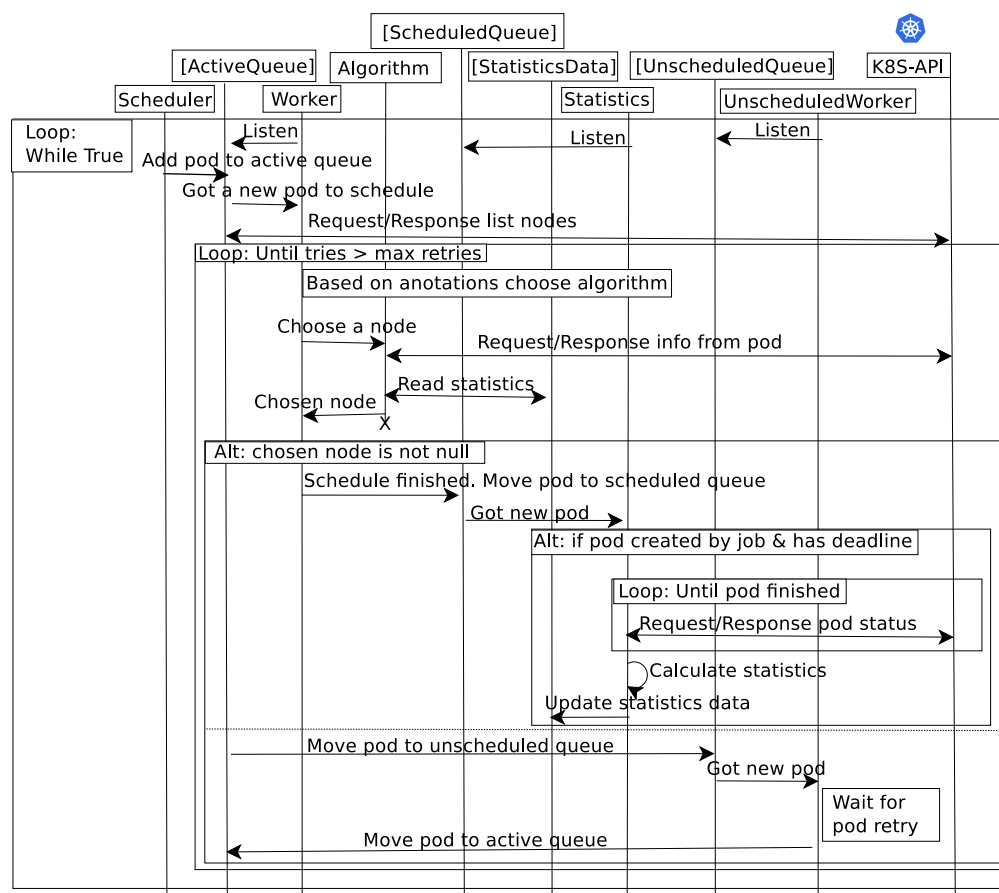 [ScheduledQueue]
[ActiveQueue]
Algorithm
[StatisticsData]
[UnscheduledQueue]
K8S-API
Scheduler
Worker
Statistics
UnscheduledWorker
Loop:
While True
Listen
Listen
Listen
Add pod to active queue
Got a new pod to schedule
Request/Response list nodes
Loop: Until tries > max retries
Based on anotations choose algorithm
Choose a node
Request/Response info from pod
Read statistics
Chosen node
X
Alt: chosen node is not null
Schedule finished. Move pod to scheduled queue
Got new pod
Alt: if pod created by job & has deadline
Loop: Until pod finished
Request/Response pod status
Calculate statistics
Update statistics data
Move pod to unscheduled queue
Got new pod
Wait for
pod retry
Move pod to active queue